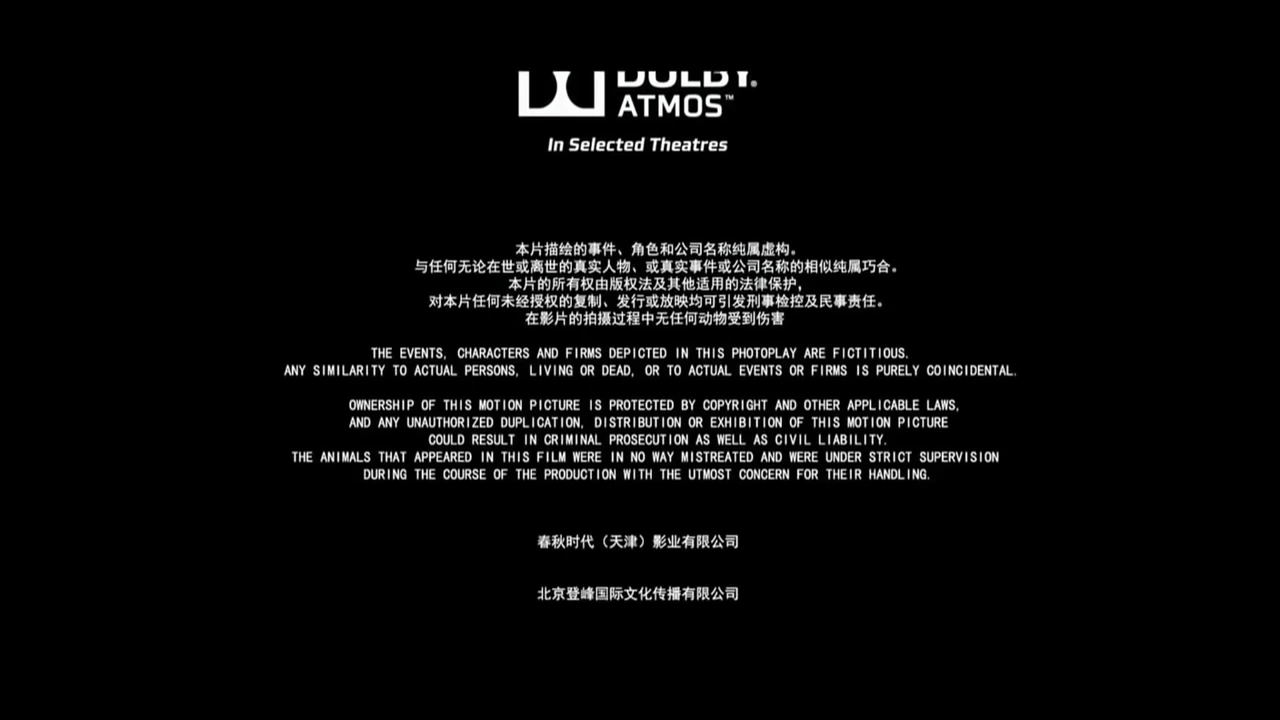 DOLBY®
ATMOS™
In Selected Theatres
本片描绘的事件、角色和公司名称纯属虚构。
与任何无论在世或离世的真实人物、或真实事件或公司名称的相似纯属巧合。
本片的所有权由版权法及其他适用的法律保护，
对本片任何未经授权的复制、发行或放映均可引发刑事检控及民事责任。
在影片的拍摄过程中无任何动物受到伤害
THE EVENTS, CHARACTERS AND FIRMS DEPICTED IN THIS PHOTOPLAY ARE FICTITIOUS.
ANY SIMILARITY TO ACTUAL PERSONS, LIVING OR DEAD, OR TO ACTUAL EVENTS OR FIRMS IS PURELY COINCIDENTAL.
OWNERSHIP OF THIS MOTION PICTURE IS PROTECTED BY COPYRIGHT AND OTHER APPLICABLE LAWS,
AND ANY UNAUTHORIZED DUPLICATION, DISTRIBUTION OR EXHIBITION OF THIS MOTION PICTURE
COULD RESULT IN CRIMINAL PROSECUTION AS WELL AS CIVIL LIABILITY.
THE ANIMALS THAT APPEARED IN THIS FILM WERE IN NO WAY MISTREATED AND WERE UNDER STRICT SUPERVISION
DURING THE COURSE OF THE PRODUCTION WITH THE UTMOST CONCERN FOR THEIR HANDLING.
春秋时代（天津）影业有限公司
北京登峰国际文化传播有限公司